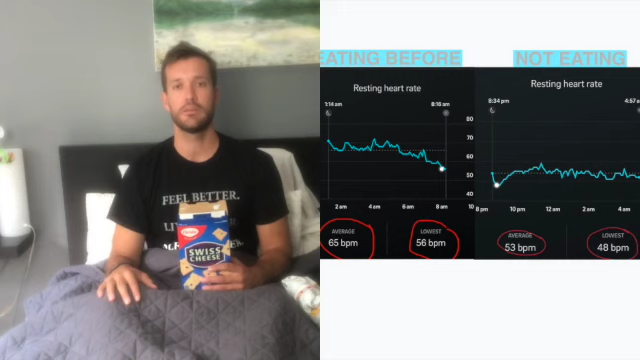 FEEL BETTER.
LI
SWISS
CHEESE
EATING BEFORE
Resting heart rate
1:14 am
8:16 am
80
70
60
50
40
2 am
4 am
6 am
8 am
AVERAGE
65 bpm
LOWEST
56 bpm
NOT EATING
Resting heart rate
8:34 pm
4:57
10
8 pm
10 pm
12 am
2 am
4 am
AVERAGE
53 bpm
LOWEST
48 bpm